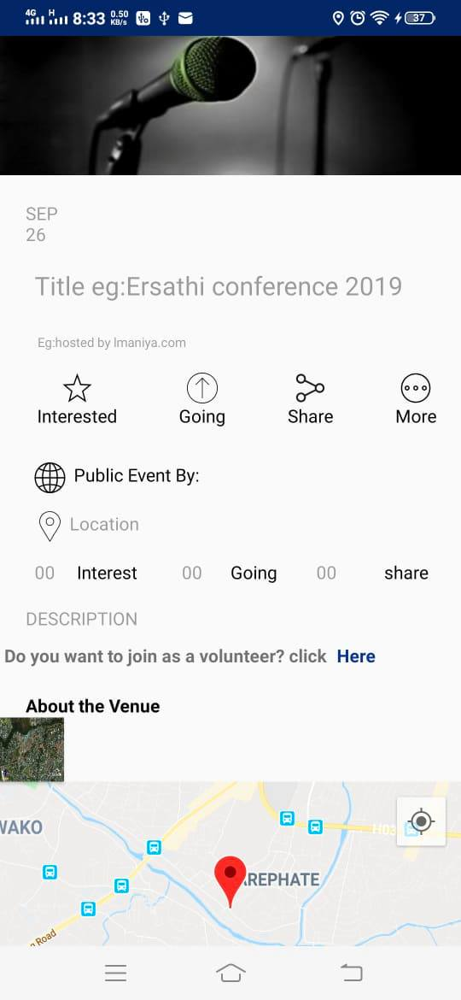 4G H 8:33 0.50 KB/s 37
SEP
26
Title eg:Ersathi conference 2019
Eg:hosted by Imaniya.com
Interested Going Share More
Public Event By:
Location
00 Interest 00 Going 00 share
DESCRIPTION
Do you want to join as a volunteer? click Here
About the Venue
WAKO
H03
AREPHATE
Road